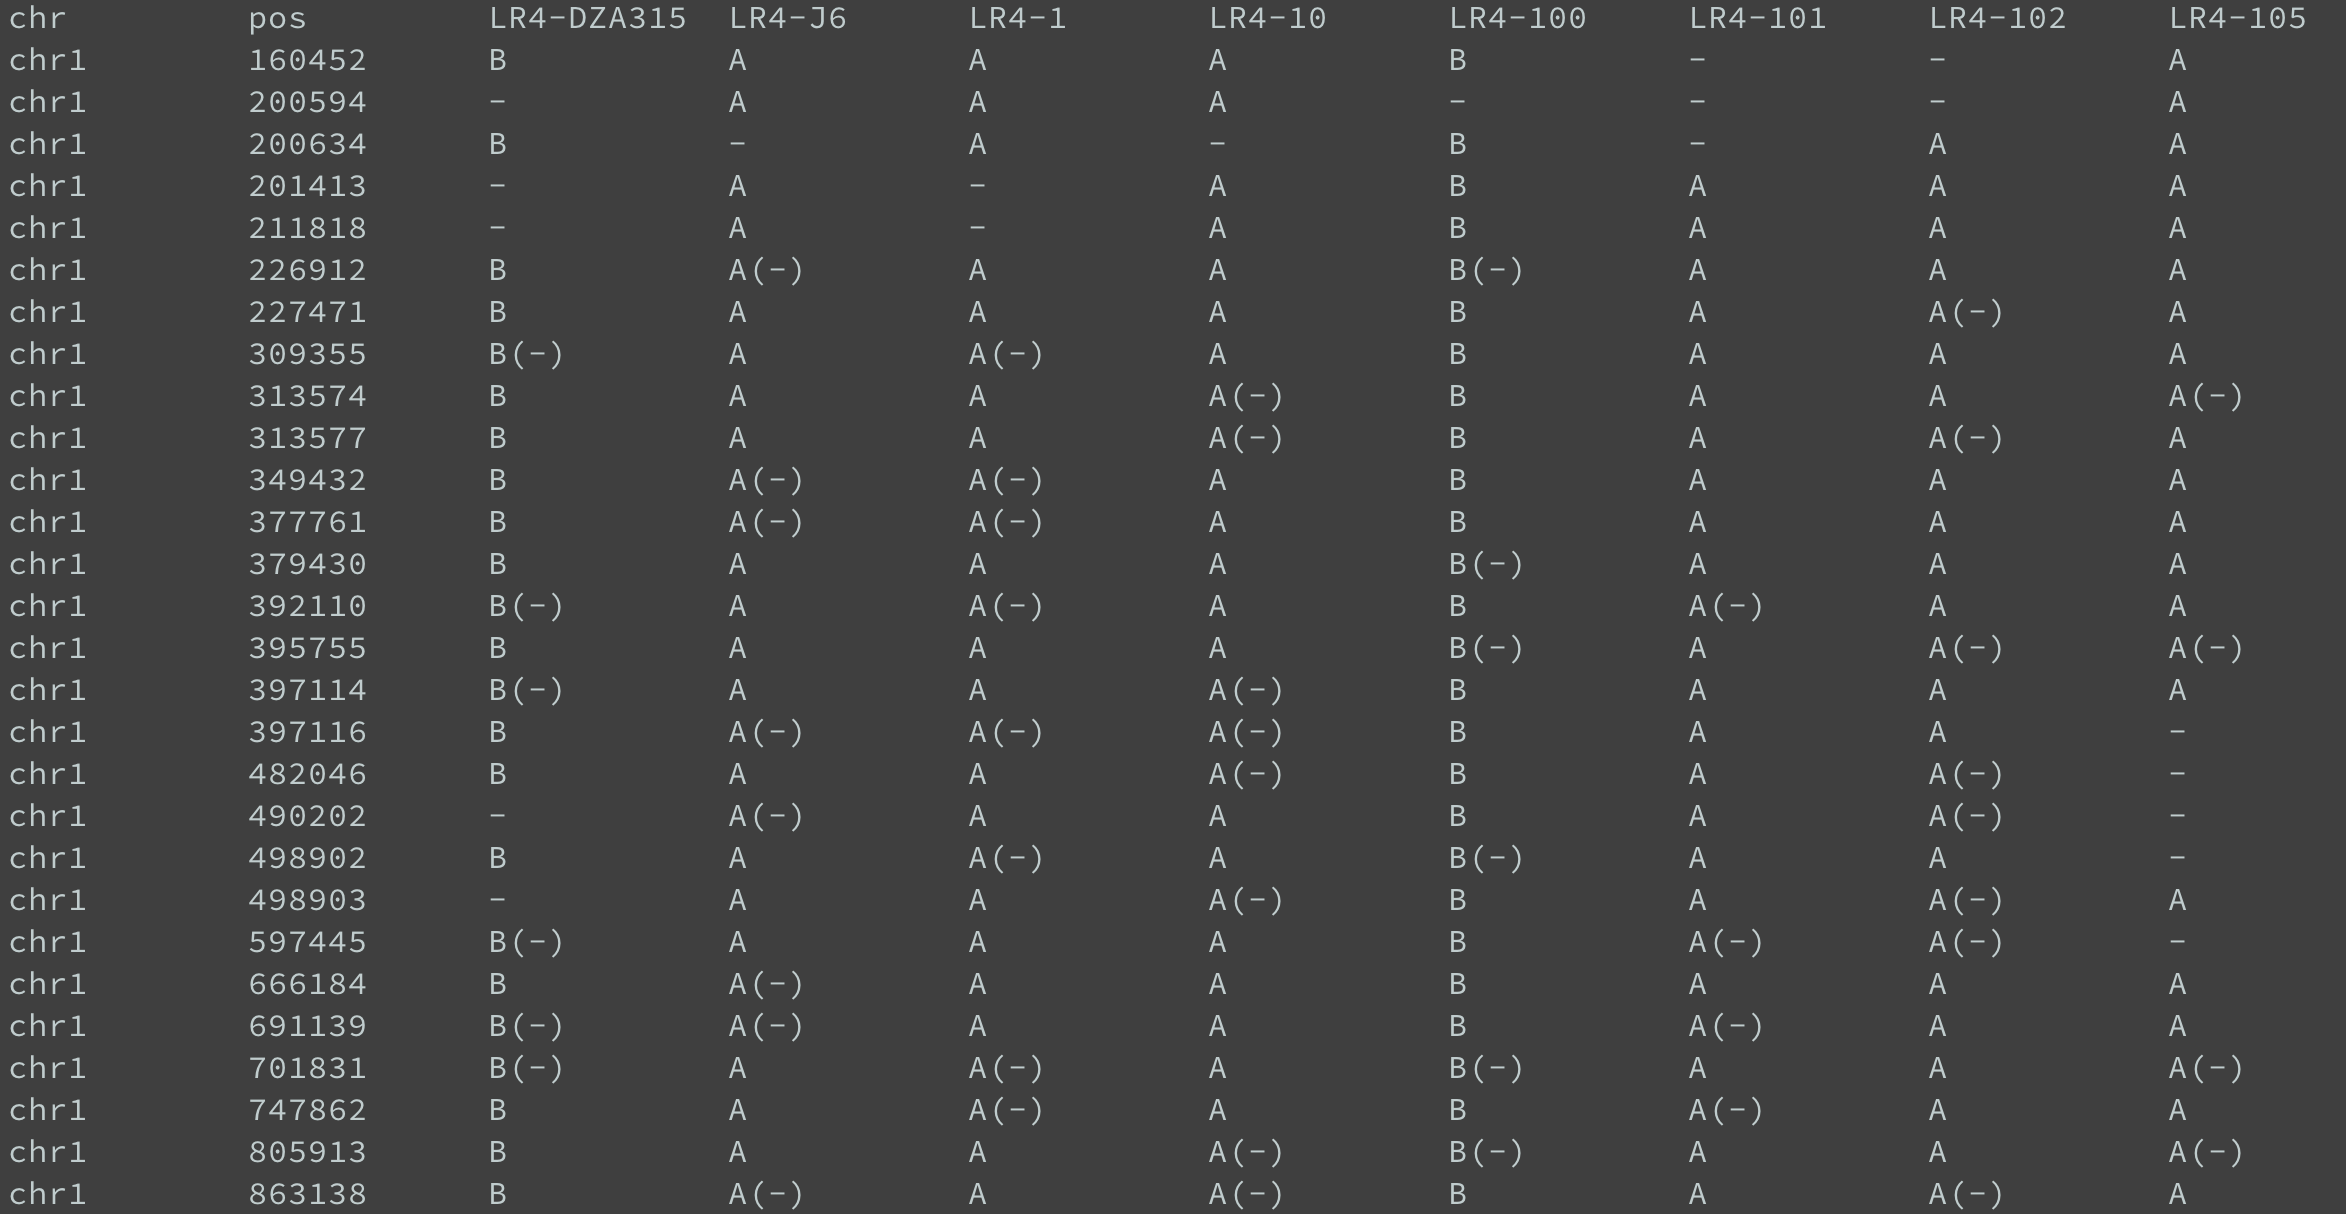 chr pos LR4-DZA315 LR4-J6 LR4-1 LR4-10 LR4-100 LR4-101 LR4-102 LR4-105
chr1 160452 B A A A B - - A
chr1 200594 - A A A - - - A
chr1 200634 B - A - B - A A
chr1 201413 - A - A B A A A
chr1 211818 - A - A B A A A
chr1 226912 B A(-) A A B(-) A A A
chr1 227471 B A A A B A A(-) A
chr1 309355 B(-) A A(-) A B A A A
chr1 313574 B A A A(-) B A A A(-)
chr1 313577 B A A A(-) B A A(-) A
chr1 349432 B A(-) A(-) A B A A A
chr1 377761 B A(-) A(-) A B A A A
chr1 379430 B A A A B(-) A A A
chr1 392110 B(-) A A(-) A B A(-) A A
chr1 395755 B A A A B(-) A A(-) A(-)
chr1 397114 B(-) A A A(-) B A A A
chr1 397116 B A(-) A(-) A(-) B A A -
chr1 482046 B A A A(-) B A A(-) -
chr1 490202 - A(-) A A B A A(-) -
chr1 498902 B A A(-) A B(-) A A -
chr1 498903 - A A A(-) B A A(-) A
chr1 597445 B(-) A A A B A(-) A(-) -
chr1 666184 B A(-) A A B A A A
chr1 691139 B(-) A(-) A A B A(-) A A
chr1 701831 B(-) A A(-) A B(-) A A A(-)
chr1 747862 B A A(-) A B A(-) A A
chr1 805913 B A A A(-) B(-) A A A(-)
chr1 863138 B A(-) A A(-) B A A(-) A